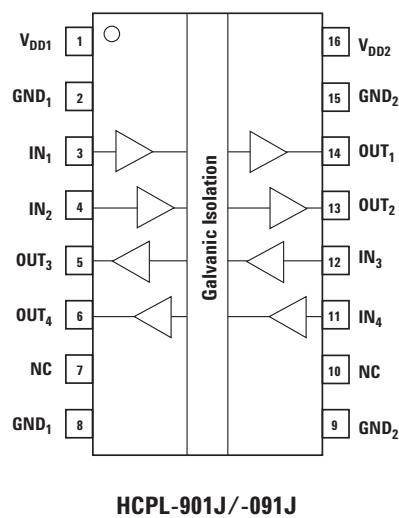 V_DD1 1 16 V_DD2
GND_1 2 15 GND_2
IN_1 3 14 OUT_1
IN_2 4 13 OUT_2
OUT_3 5 12 IN_3
OUT_4 6 11 IN_4
NC 7 10 NC
GND_1 8 9 GND_2
Galvanic Isolation
HCPL-901J/-091J